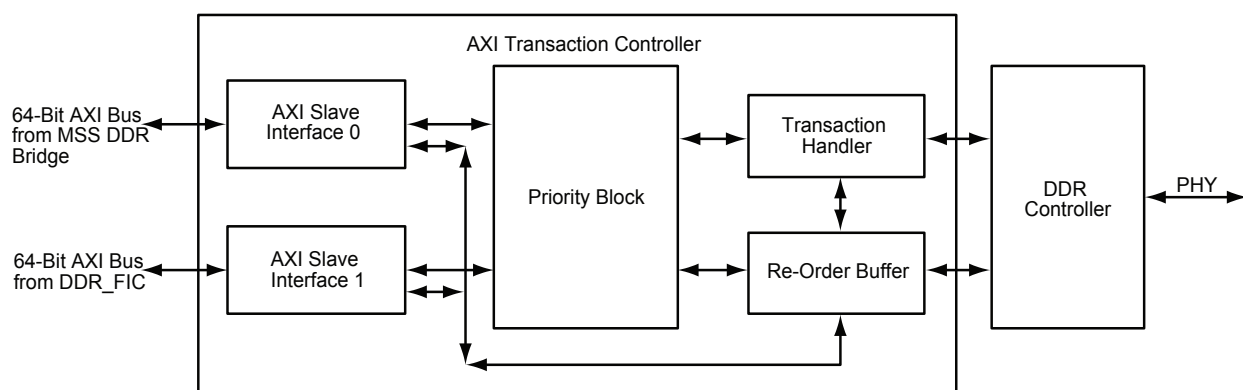 AXI Transaction Controller
64-Bit AXI Bus
from MSS DDR
Bridge
AXI Slave
Interface 0
Transaction
Handler
Priority Block
DDR
Controller
PHY
64-Bit AXI Bus
from DDR_FIC
AXI Slave
Interface 1
Re-Order Buffer